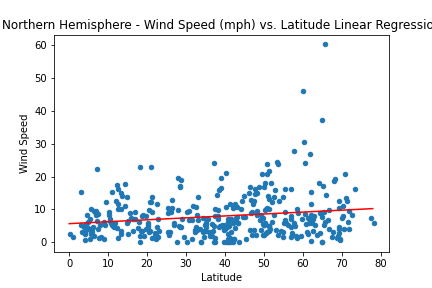 Northern Hemisphere - Wind Speed (mph) vs. Latitude Linear Regressio
60
50
40
30
20
10
0
Wind Speed
0 10 20 30 40 50 60 70 80
Latitude